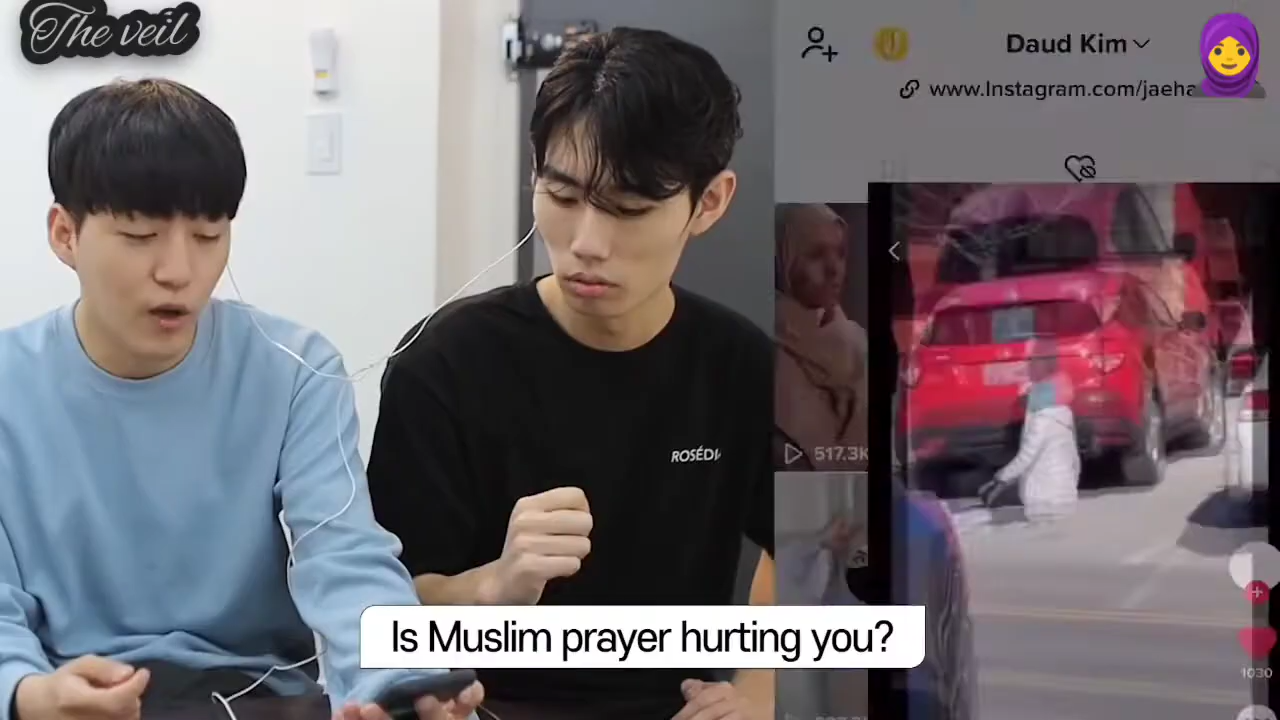 The veil
Daud Kim
www.Instagram.com/jaeha
ROSÉDI
517.3K
Is Muslim prayer hurting you?
1030